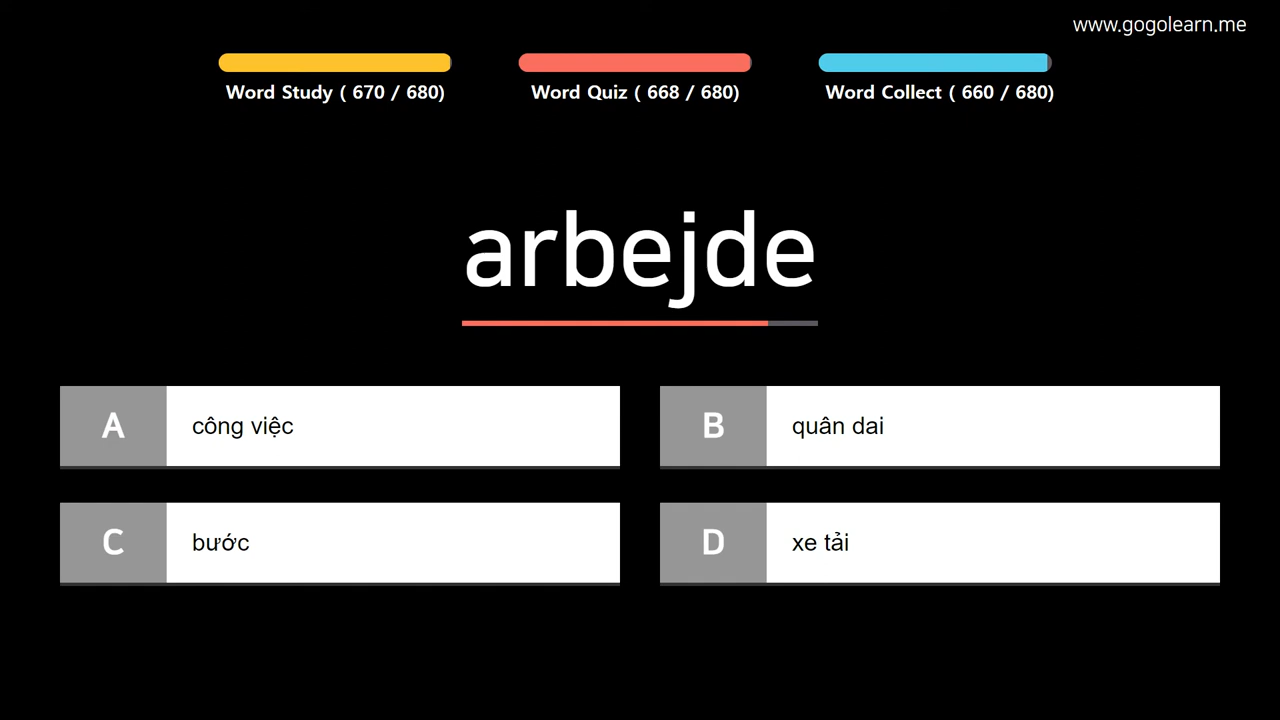 www.gogolearn.me
Word Study ( 670 / 680)
Word Quiz ( 668 / 680)
Word Collect ( 660 / 680)
arbejde
A công việc
B quân dai
C bước
D xe tải